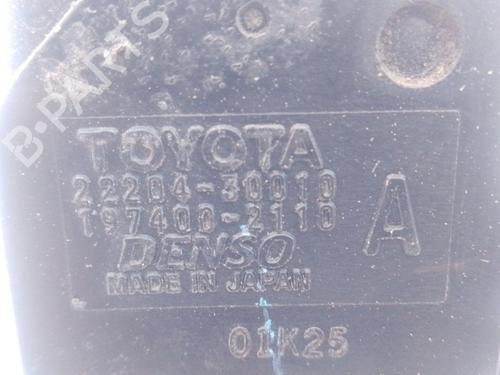 B-PARTS
TOYOTA
22204-30010
197400-2110
A
DENSO
MADE IN JAPAN
01K25